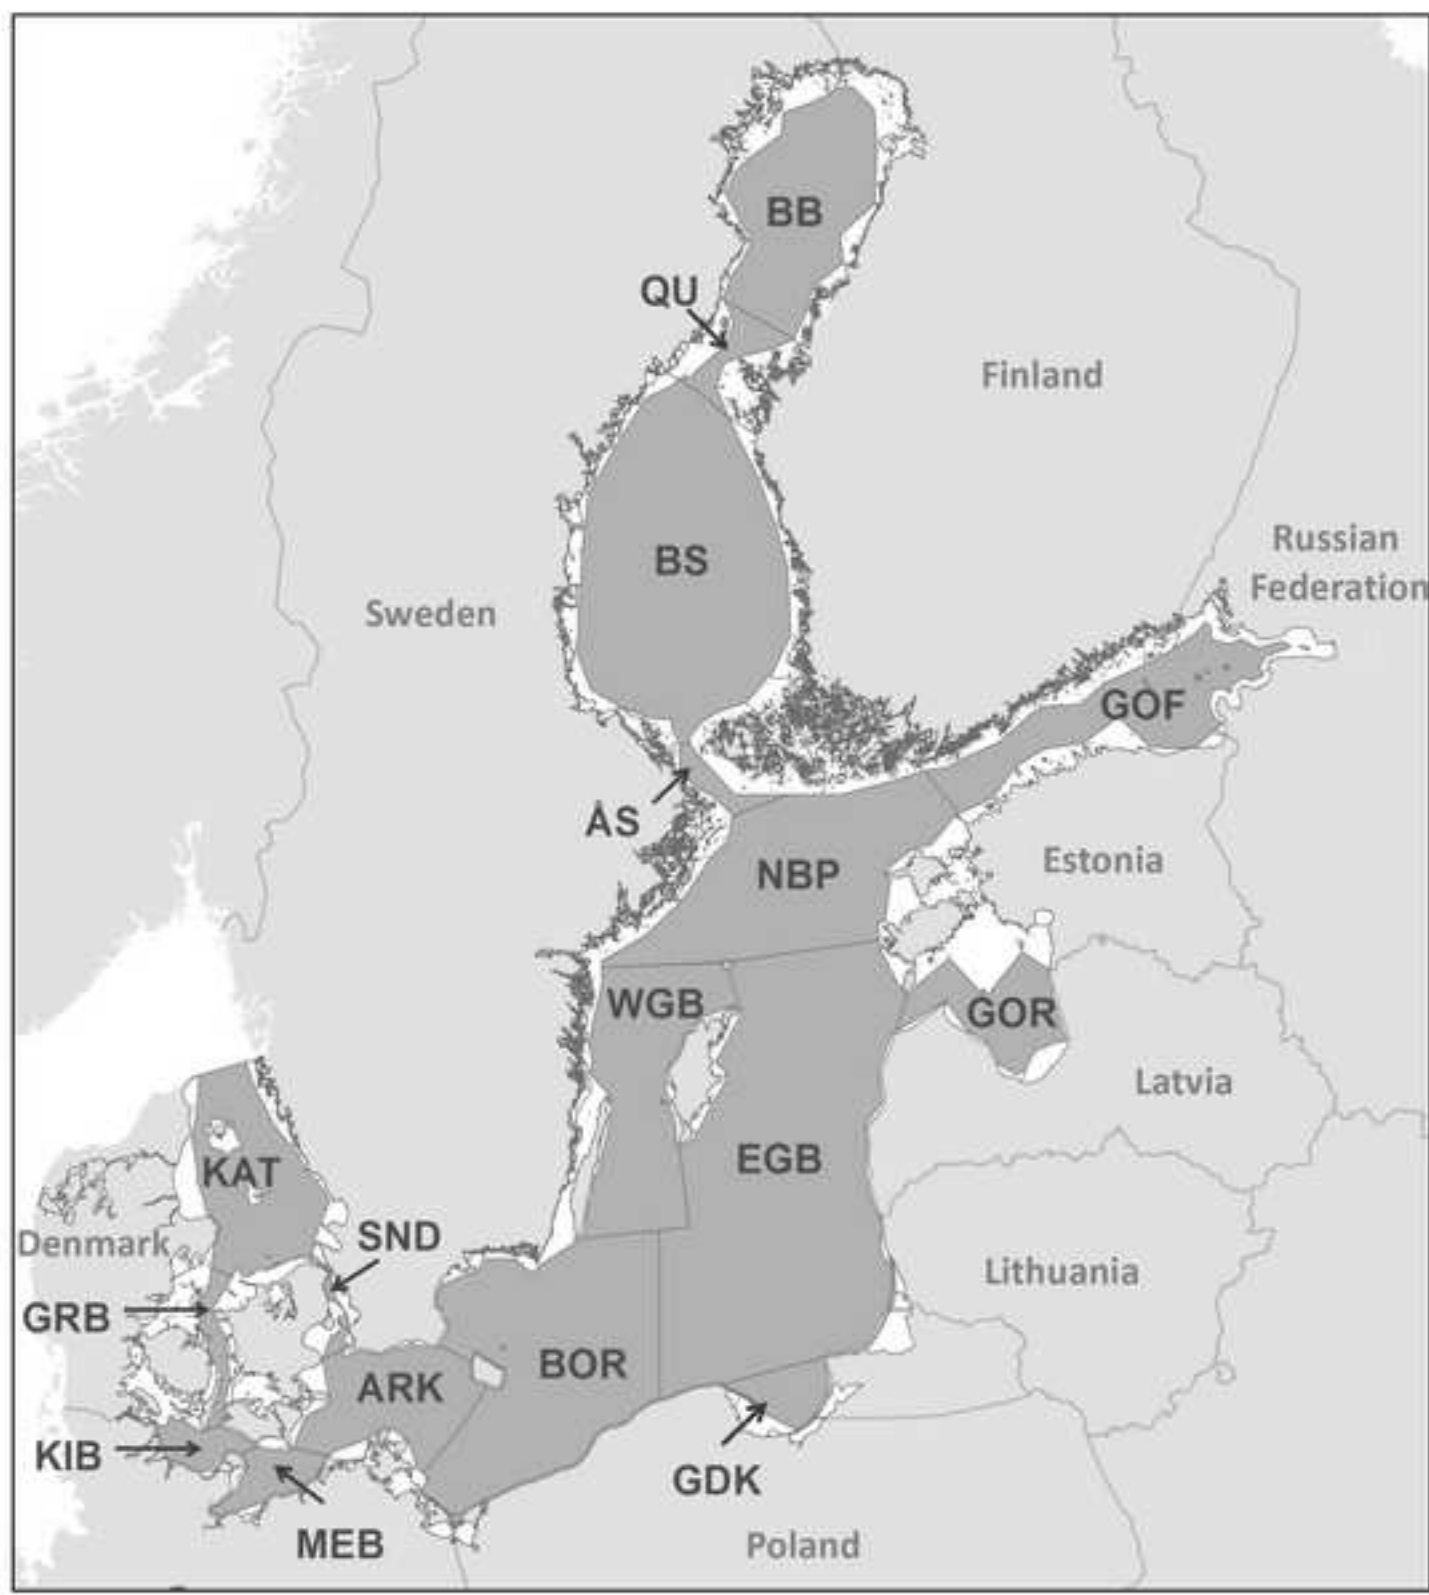 BB
QU
Finland
Russian
Federation
BS
Sweden
GOF
ÅS
NBP
Estonia
WGB
GOR
Latvia
KAT
EGB
Denmark
SND
Lithuania
GRB
ARK
BOR
KIB
GDK
MEB
Poland